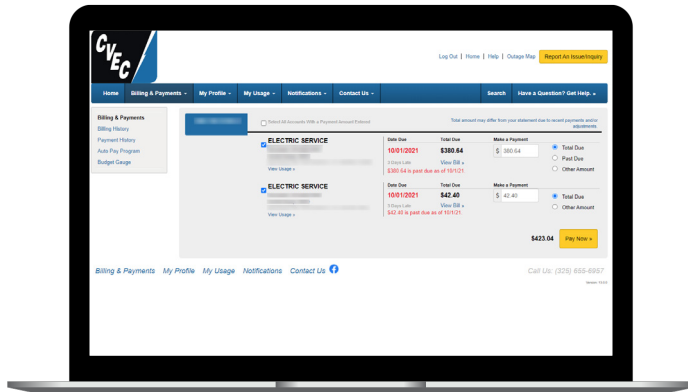 CVEC
Log Out | Home | Help | Outage Map Report An Issue/Inquiry
Home Billing & Payments My Profile My Usage Notifications Contact Us Search Have a Question? Get Help.
Billing & Payments
Billing History
Payment History
Auto Pay Program
Budget Gauge
Select All Accounts With a Payment Amount Entered
Total amount may differ from your statement due to recent payments and/or
adjustments.
ELECTRIC SERVICE
View Usage »
Date Due Total Due Make a Payment
10/01/2021 $380.64 $ 380.64
0 Days Late View Bill »
$380.64 is past due as of 10/1/21
Total Due
Past Due
Other Amount
ELECTRIC SERVICE
View Usage »
Date Due Total Due Make a Payment
10/01/2021 $42.40 $ 42.40
0 Days Late View Bill »
$42.40 is past due as of 10/1/21
Total Due
Other Amount
$423.04 Pay Now »
Billing & Payments My Profile My Usage Notifications Contact Us
Call Us: (325) 655-6957